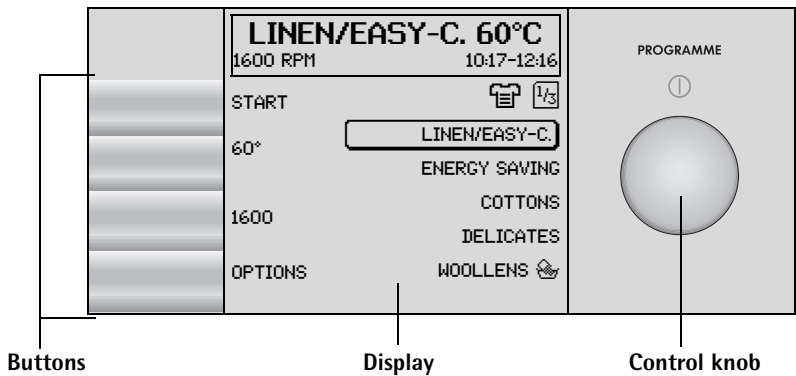 LINEN/EASY-C. 60°C
1600 RPM 10:17-12:16
START 1/3
LINEN/EASY-C.
60°
ENERGY SAVING
COTTONS
1600
DELICATES
OPTIONS WOOLLENS
PROGRAMME
Buttons Display Control knob